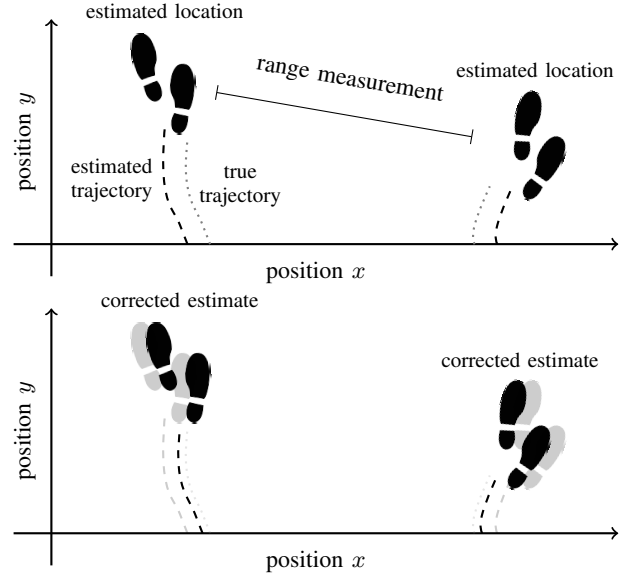 estimated location
range measurement
estimated location
position y
estimated
trajectory
true
trajectory
position x
corrected estimate
corrected estimate
position y
position x